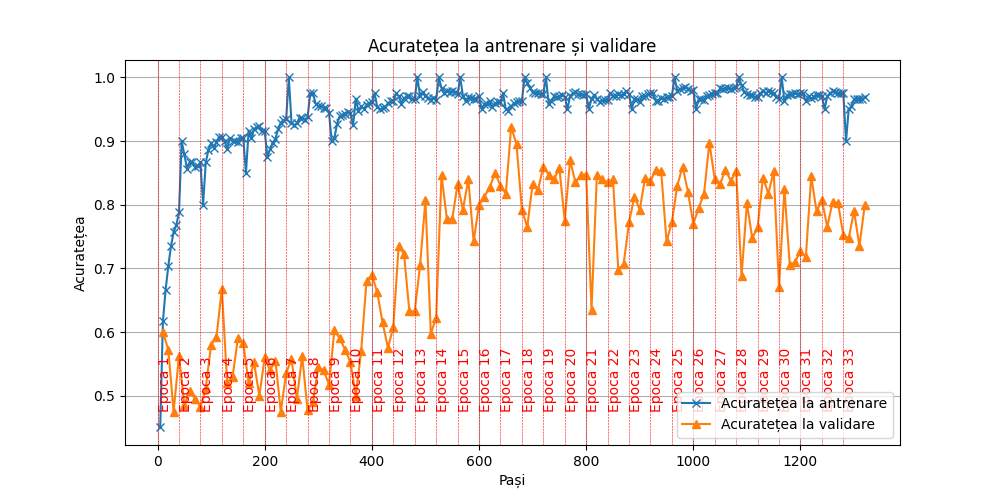 Acuratețea la antrenare și validare
Acuratețea
1.0
0.9
0.8
0.7
0.6
0.5
Epoca 1
Epoca 2
Epoca 3
Epoca 4
Epoca 5
Epoca 6
Epoca 7
Epoca 8
Epoca 9
Epoca 10
Epoca 11
Epoca 12
Epoca 13
Epoca 14
Epoca 15
Epoca 16
Epoca 17
Epoca 18
Epoca 19
Epoca 20
Epoca 21
Epoca 22
Epoca 23
Epoca 24
Epoca 25
Epoca 26
Epoca 27
Epoca 28
Epoca 29
Epoca 30
Epoca 31
Epoca 32
Epoca 33
Acuratețea la antrenare
Acuratețea la validare
0
200
400
600
800
1000
1200
Pași